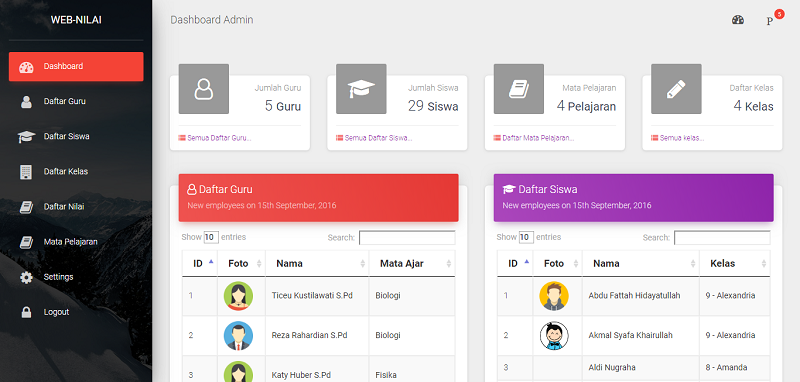 WEB-NILAI
Dashboard
Daftar Guru
Daftar Siswa
Daftar Kelas
Daftar Nilai
Mata Pelajaran
Settings
Logout
Dashboard Admin
P 5
Jumlah Guru
5 Guru
Semua Daftar Guru...
Jumlah Siswa
29 Siswa
Semua Daftar Siswa...
Mata Pelajaran
4 Pelajaran
Daftar Mata Pelajaran...
Daftar Kelas
4 Kelas
Semua kelas...
Daftar Guru
New employees on 15th September, 2016
Show 10 entries Search:
ID Foto Nama Mata Ajar
1 Ticeu Kustilawati S.Pd Biologi
2 Reza Rahardian S.Pd Biologi
3 Katy Huber S.Pd Fisika
Daftar Siswa
New employees on 15th September, 2016
Show 10 entries Search:
ID Foto Nama Kelas
1 Abdu Fattah Hidayatullah 9 - Alexandria
2 Akmal Syafa Khairullah 9 - Alexandria
3 Aldi Nugraha 8 - Amanda